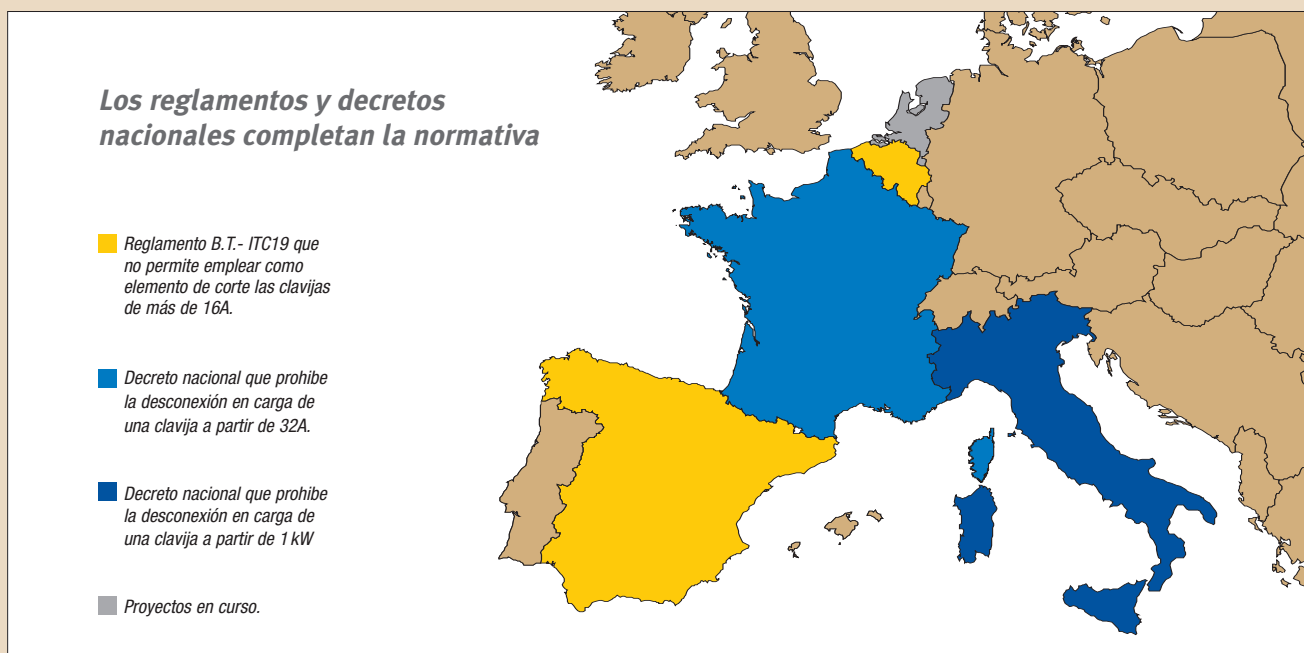 Los reglamentos y decretos
nacionales completan la normativa
Reglamento B.T.- ITC19 que
no permite emplear como
elemento de corte las clavijas
de más de 16A.
Decreto nacional que prohibe
la desconexión en carga de
una clavija a partir de 32A.
Decreto nacional que prohibe
la desconexión en carga de
una clavija a partir de 1 kW
Proyectos en curso.